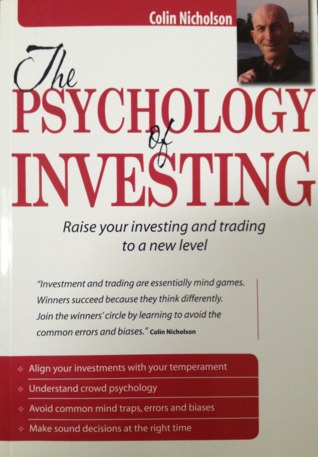 Colin Nicholson
The
PSYCHOLOGY
of
INVESTING
Raise your investing and trading
to a new level
"Investment and trading are essentially mind games.
Winners succeed because they think differently.
Join the winners' circle by learning to avoid the
common errors and biases." Colin Nicholson
Align your investments with your temperament
Understand crowd psychology
Avoid common mind traps, errors and biases
Make sound decisions at the right time